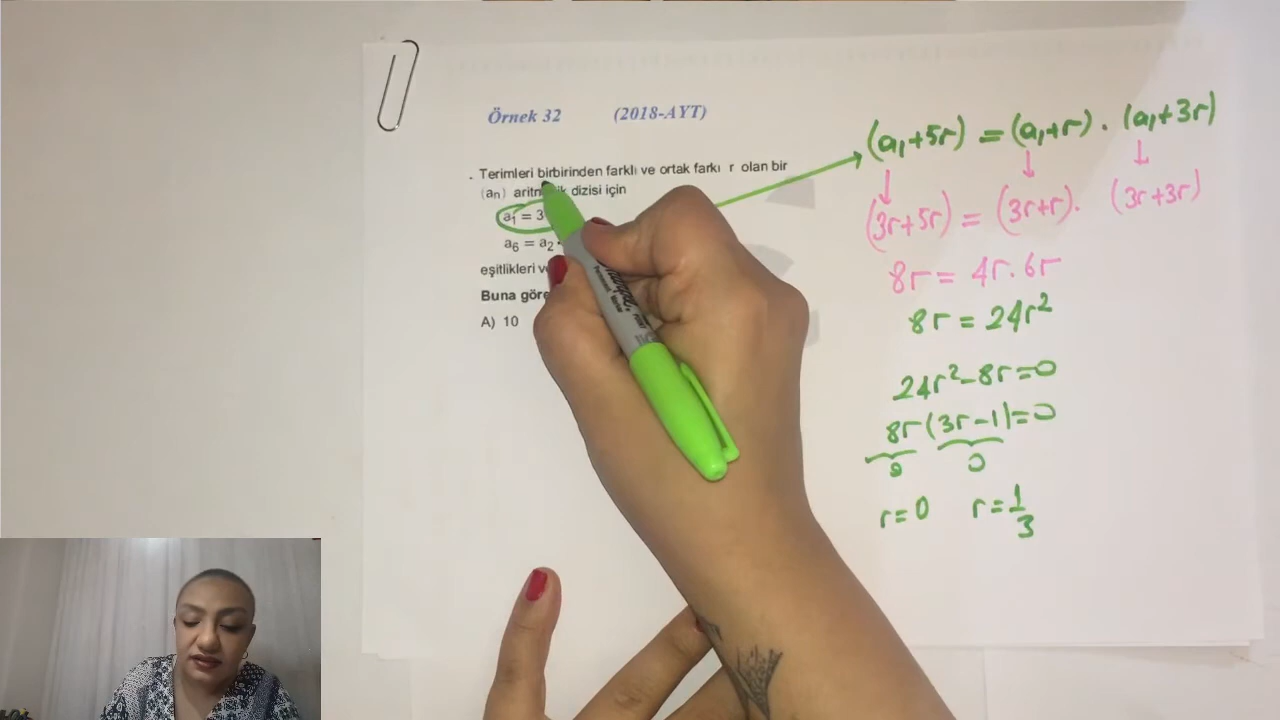 Örnek 32 (2018-AYT)
. Terimleri birbirinden farklı ve ortak farkı r olan bir
(aₙ) dizisi için
a₁ = 3
a₆ = a₂ ·
eşitlikleri
Buna göre
A) 10
(a₁+5r) = (a₁+r) . (a₁+3r)
(3r+5r) = (3r+r). (3r+3r)
8r = 4r.6r
8r = 24r²
24r²-8r=0
8r(3r-1)=0
0 0
r=0 r=1/3